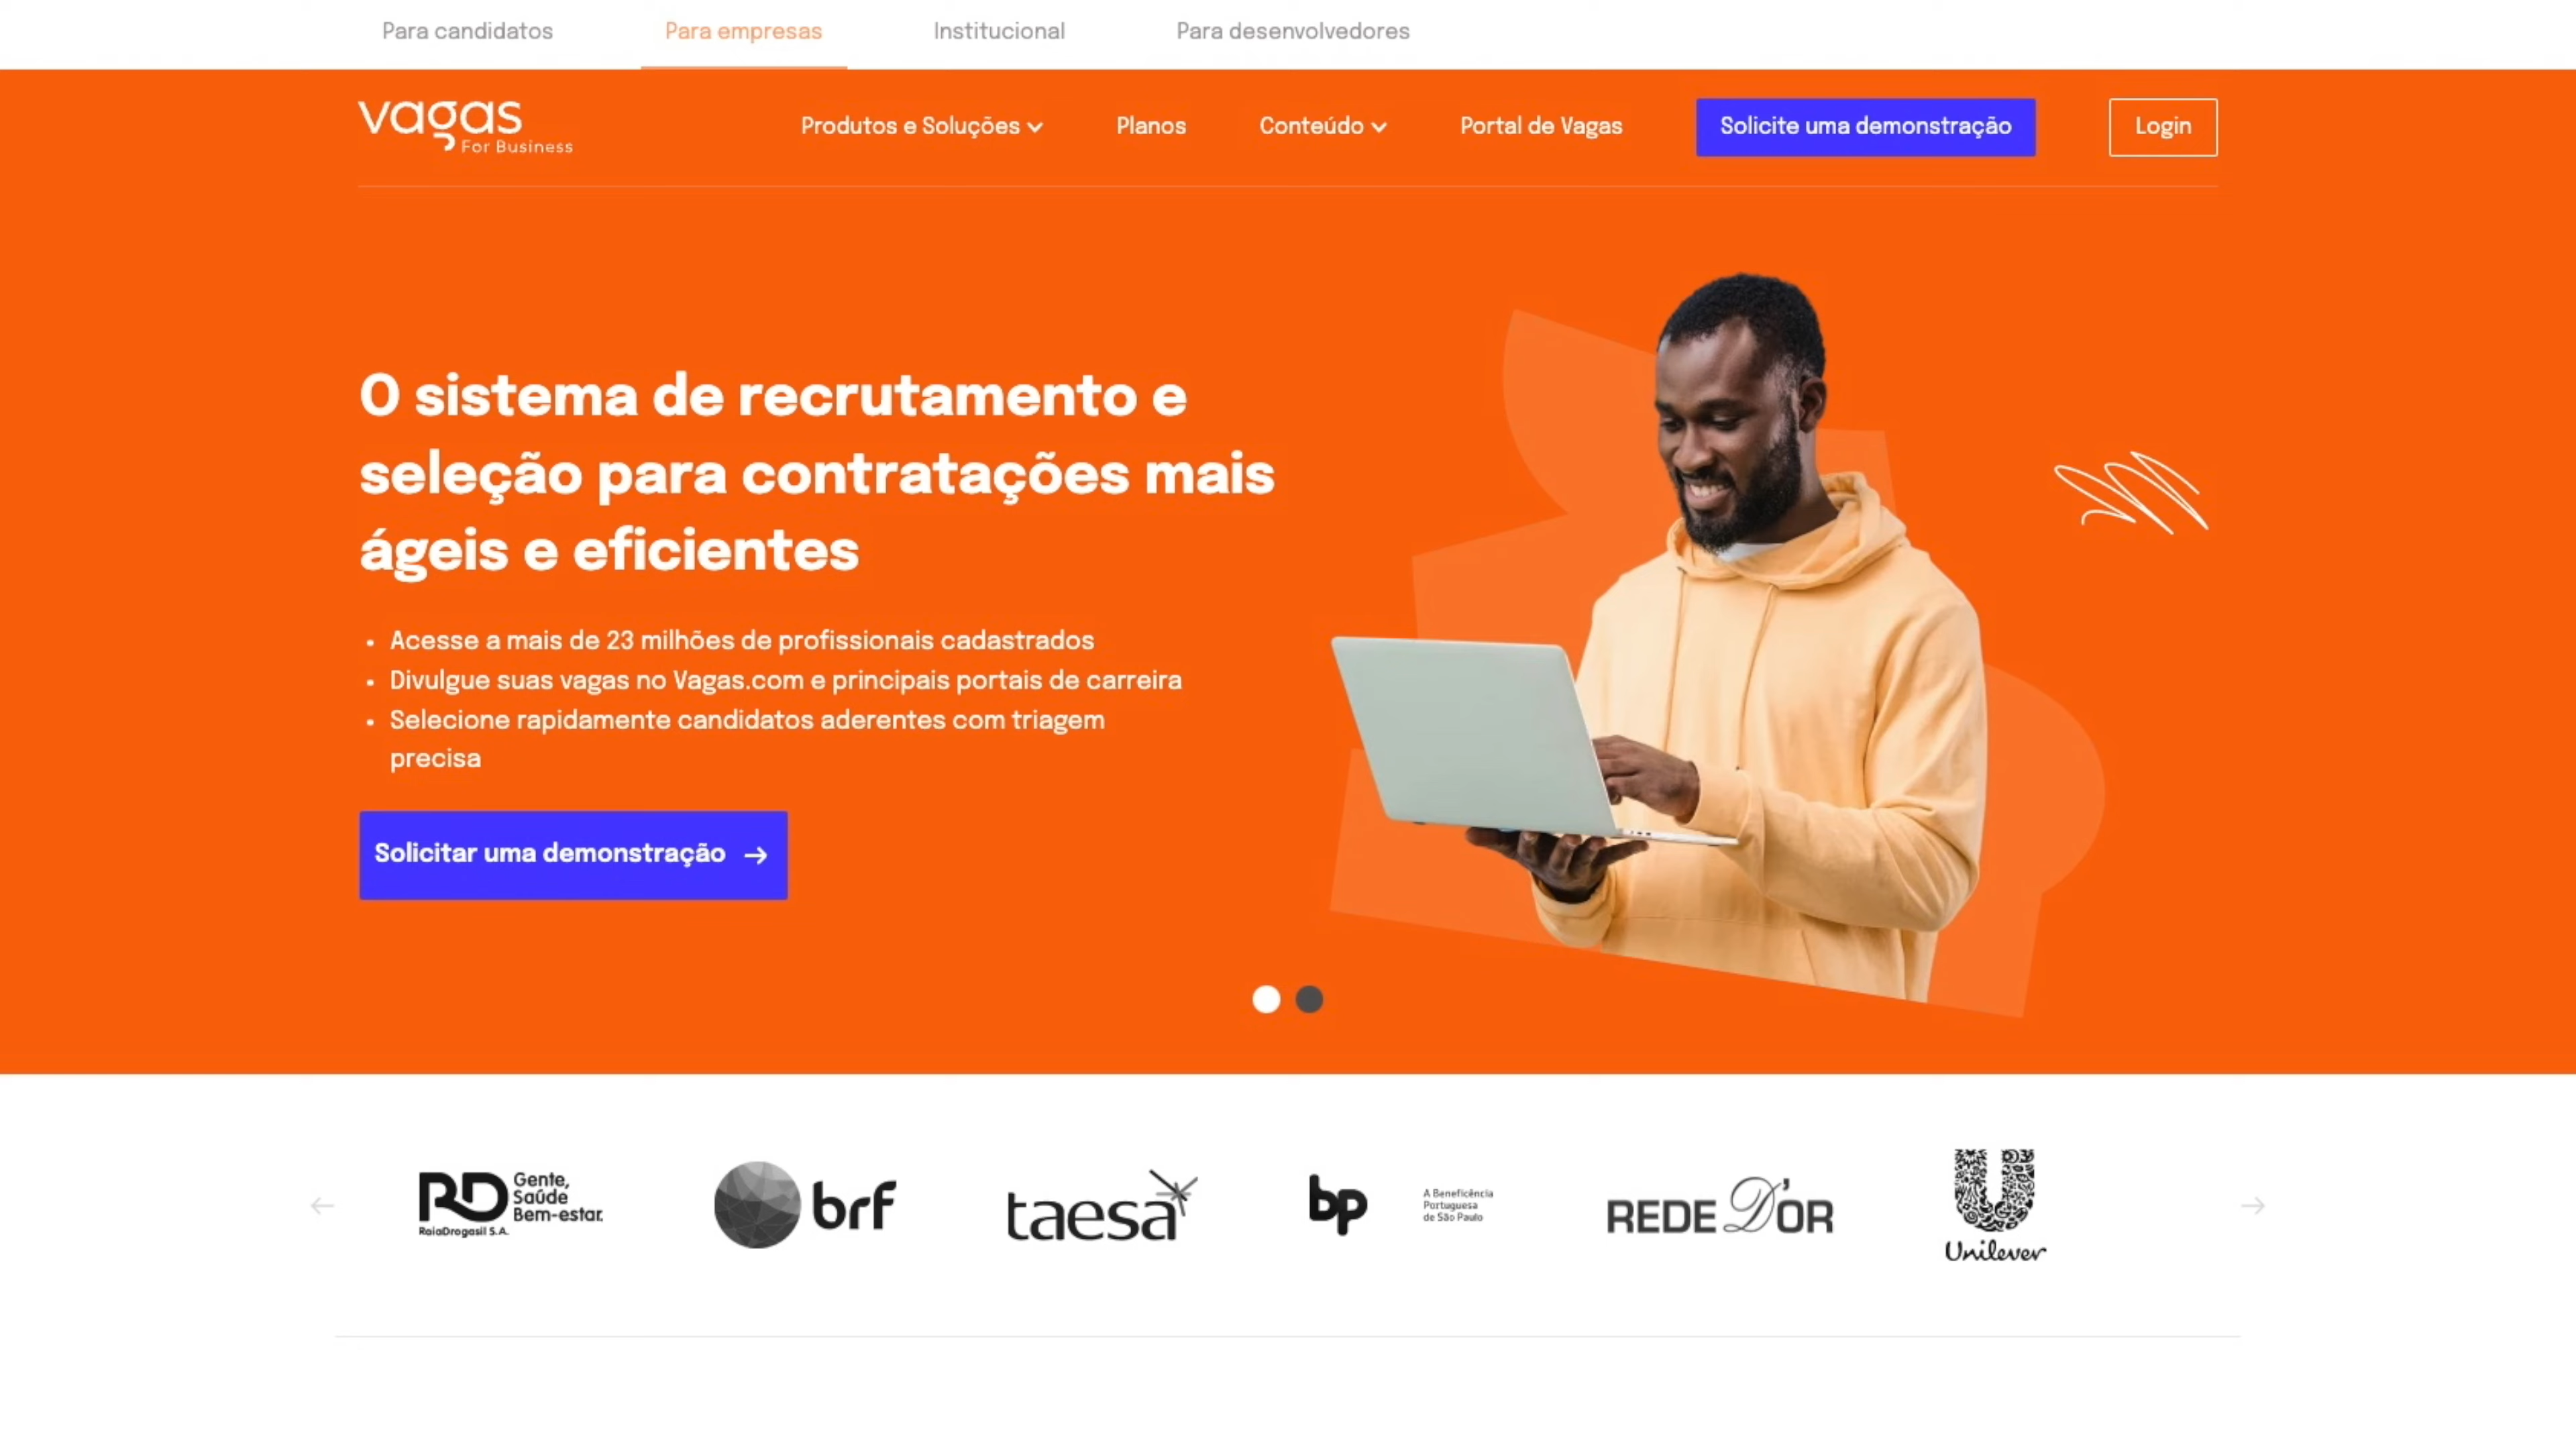 Para candidatos
Para empresas
Institucional
Para desenvolvedores
vagas
For Business
Produtos e Soluções
Planos
Conteúdo
Portal de Vagas
Solicite uma demonstração
Login
O sistema de recrutamento e
seleção para contratações mais
ágeis e eficientes
• Acesse a mais de 23 milhões de profissionais cadastrados
• Divulgue suas vagas no Vagas.com e principais portais de carreira
• Selecione rapidamente candidatos aderentes com triagem
precisa
Solicitar uma demonstração →
RD
Gente,
Saúde
Bem-estar.
RaiaDrogasil S.A.
brf
taesa
bp
A Beneficência
Portuguesa
de São Paulo
REDE D'OR
Unilever